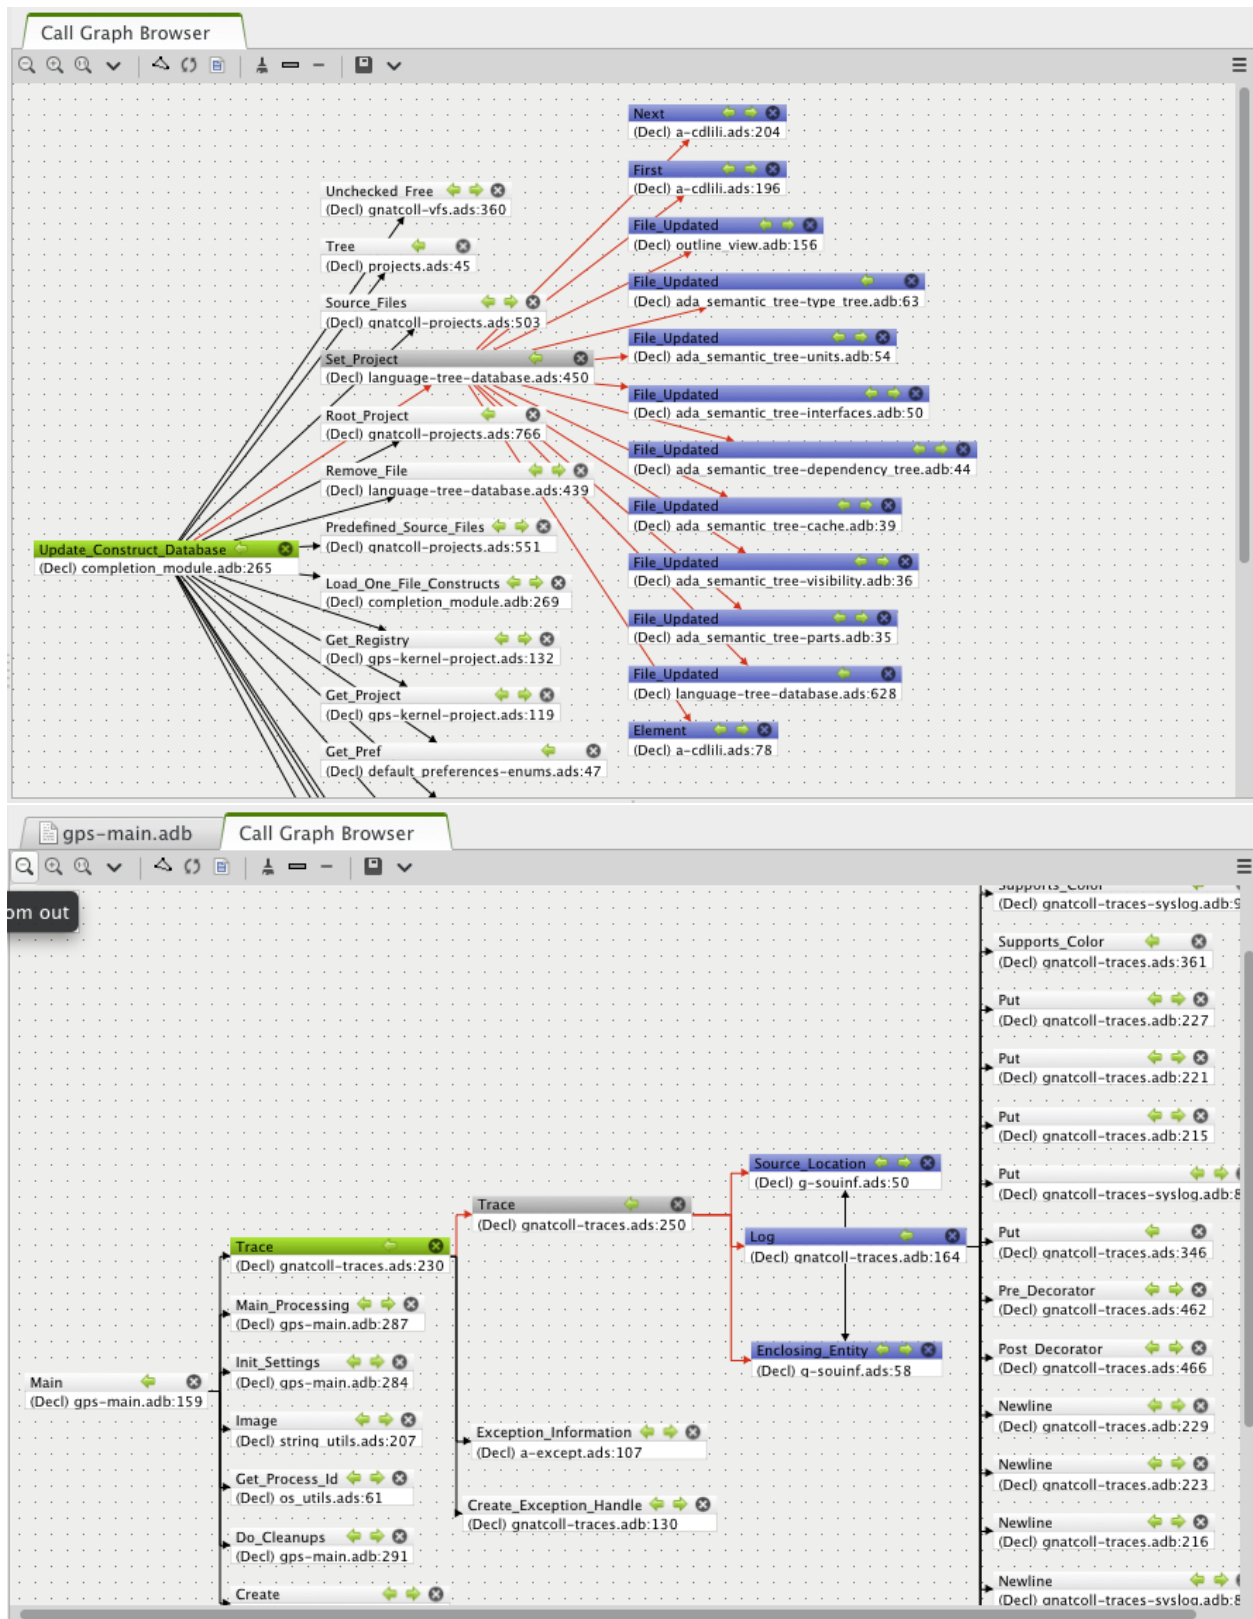 Call Graph Browser
Next
(Decl) a-cdlili.ads:204
First
(Decl) a-cdlili.ads:196
Unchecked_Free
(Decl) gnatcoll-vfs.ads:360
File_Updated
(Decl) outline_view.adb:156
Tree
(Decl) projects.ads:45
File_Updated
(Decl) ada_semantic_tree-type_tree.adb:63
Source_Files
(Decl) gnatcoll-projects.ads:503
File_Updated
(Decl) ada_semantic_tree-units.adb:54
Set_Project
(Decl) language-tree-database.ads:450
File_Updated
(Decl) ada_semantic_tree-interfaces.adb:50
Root_Project
(Decl) gnatcoll-projects.ads:766
File_Updated
(Decl) ada_semantic_tree-dependency_tree.adb:44
Remove_File
(Decl) language-tree-database.ads:439
File_Updated
(Decl) ada_semantic_tree-cache.adb:39
Predefined_Source_Files
(Decl) gnatcoll-projects.ads:551
Update_Construct_Database
(Decl) completion_module.adb:265
File_Updated
(Decl) ada_semantic_tree-visibility.adb:36
Load_One_File_Constructs
(Decl) completion_module.adb:269
File_Updated
(Decl) ada_semantic_tree-parts.adb:35
Get_Registry
(Decl) gps-kernel-project.ads:132
File_Updated
(Decl) language-tree-database.ads:628
Get_Project
(Decl) gps-kernel-project.ads:119
Element
(Decl) a-cdlili.ads:78
Get_Pref
(Decl) default_preferences-enums.ads:47
gps-main.adb
Call Graph Browser
om out
Supports_Color
(Decl) gnatcoll-traces-syslog.adb:9
Supports_Color
(Decl) gnatcoll-traces.ads:361
Put
(Decl) gnatcoll-traces.adb:227
Put
(Decl) gnatcoll-traces.adb:221
Put
(Decl) gnatcoll-traces.adb:215
Put
(Decl) gnatcoll-traces-syslog.adb:8
Put
(Decl) gnatcoll-traces.ads:346
Pre_Decorator
(Decl) gnatcoll-traces.ads:462
Post_Decorator
(Decl) gnatcoll-traces.ads:466
Newline
(Decl) gnatcoll-traces.adb:229
Newline
(Decl) gnatcoll-traces.adb:223
Newline
(Decl) gnatcoll-traces.adb:216
Newline
(Decl) gnatcoll-traces-syslog.adb:8
Source_Location
(Decl) g-souinf.ads:50
Log
(Decl) gnatcoll-traces.adb:164
Enclosing_Entity
(Decl) g-souinf.ads:58
Trace
(Decl) gnatcoll-traces.ads:250
Exception_Information
(Decl) a-except.ads:107
Create_Exception_Handle
(Decl) gnatcoll-traces.adb:130
Trace
(Decl) gnatcoll-traces.ads:230
Main_Processing
(Decl) gps-main.adb:287
Init_Settings
(Decl) gps-main.adb:284
Main
(Decl) gps-main.adb:159
Image
(Decl) string_utils.ads:207
Get_Process_Id
(Decl) os_utils.ads:61
Do_Cleanups
(Decl) gps-main.adb:291
Create